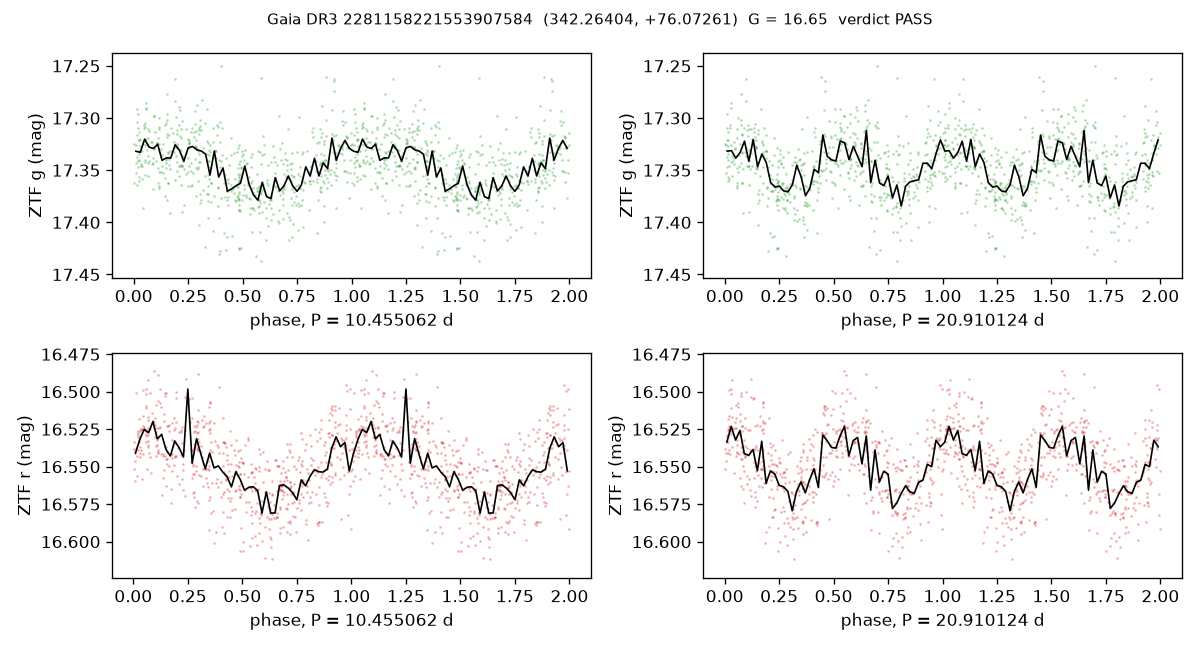 Gaia DR3 2281158221553907584 (342.26404, +76.07261) G = 16.65 verdict PASS
ZTF g (mag)
17.25
17.30
17.35
17.40
17.45
0.00 0.25 0.50 0.75 1.00 1.25 1.50 1.75 2.00
phase, P = 10.455062 d
ZTF g (mag)
17.25
17.30
17.35
17.40
17.45
0.00 0.25 0.50 0.75 1.00 1.25 1.50 1.75 2.00
phase, P = 20.910124 d
ZTF r (mag)
16.475
16.500
16.525
16.550
16.575
16.600
0.00 0.25 0.50 0.75 1.00 1.25 1.50 1.75 2.00
phase, P = 10.455062 d
ZTF r (mag)
16.475
16.500
16.525
16.550
16.575
16.600
0.00 0.25 0.50 0.75 1.00 1.25 1.50 1.75 2.00
phase, P = 20.910124 d